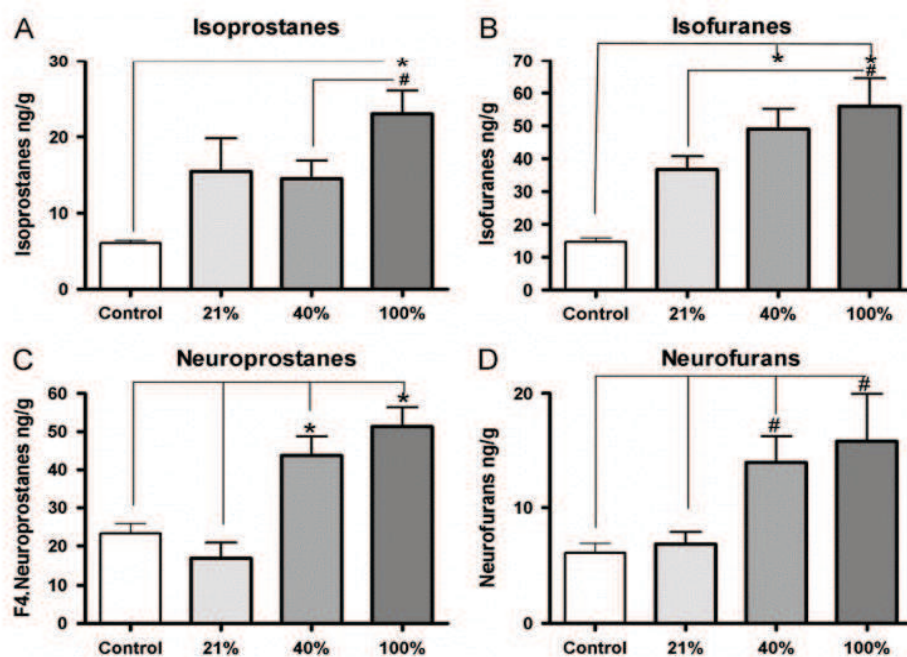 A
Isoprostanes
Isoprostanes ng/g
30
20
10
0
*
#
Control 21% 40% 100%
B
Isofuranes
Isofuranes ng/g
70
60
50
40
30
20
10
0
* *
#
Control 21% 40% 100%
C
Neuroprostanes
F4.Neuroprostanes ng/g
60
50
40
30
20
10
0
* *
Control 21% 40% 100%
D
Neurofurans
Neurofurans ng/g
20
10
0
# #
Control 21% 40% 100%